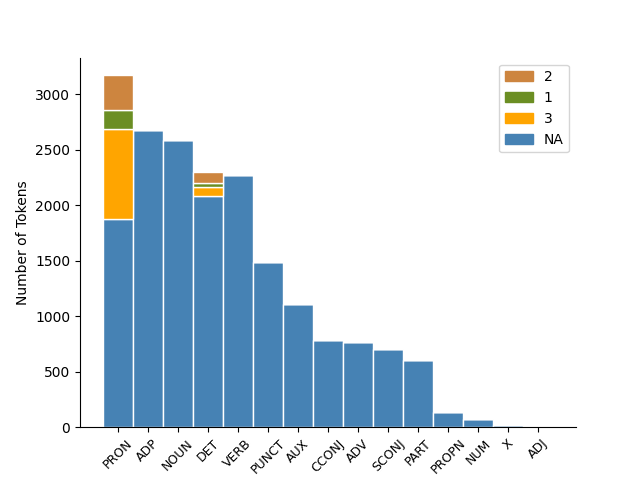 2
1
3
NA
Number of Tokens
3000
2500
2000
1500
1000
500
0
PRON
ADP
NOUN
DET
VERB
PUNCT
AUX
CCONJ
ADV
SCONJ
PART
PROPN
NUM
X
ADJ